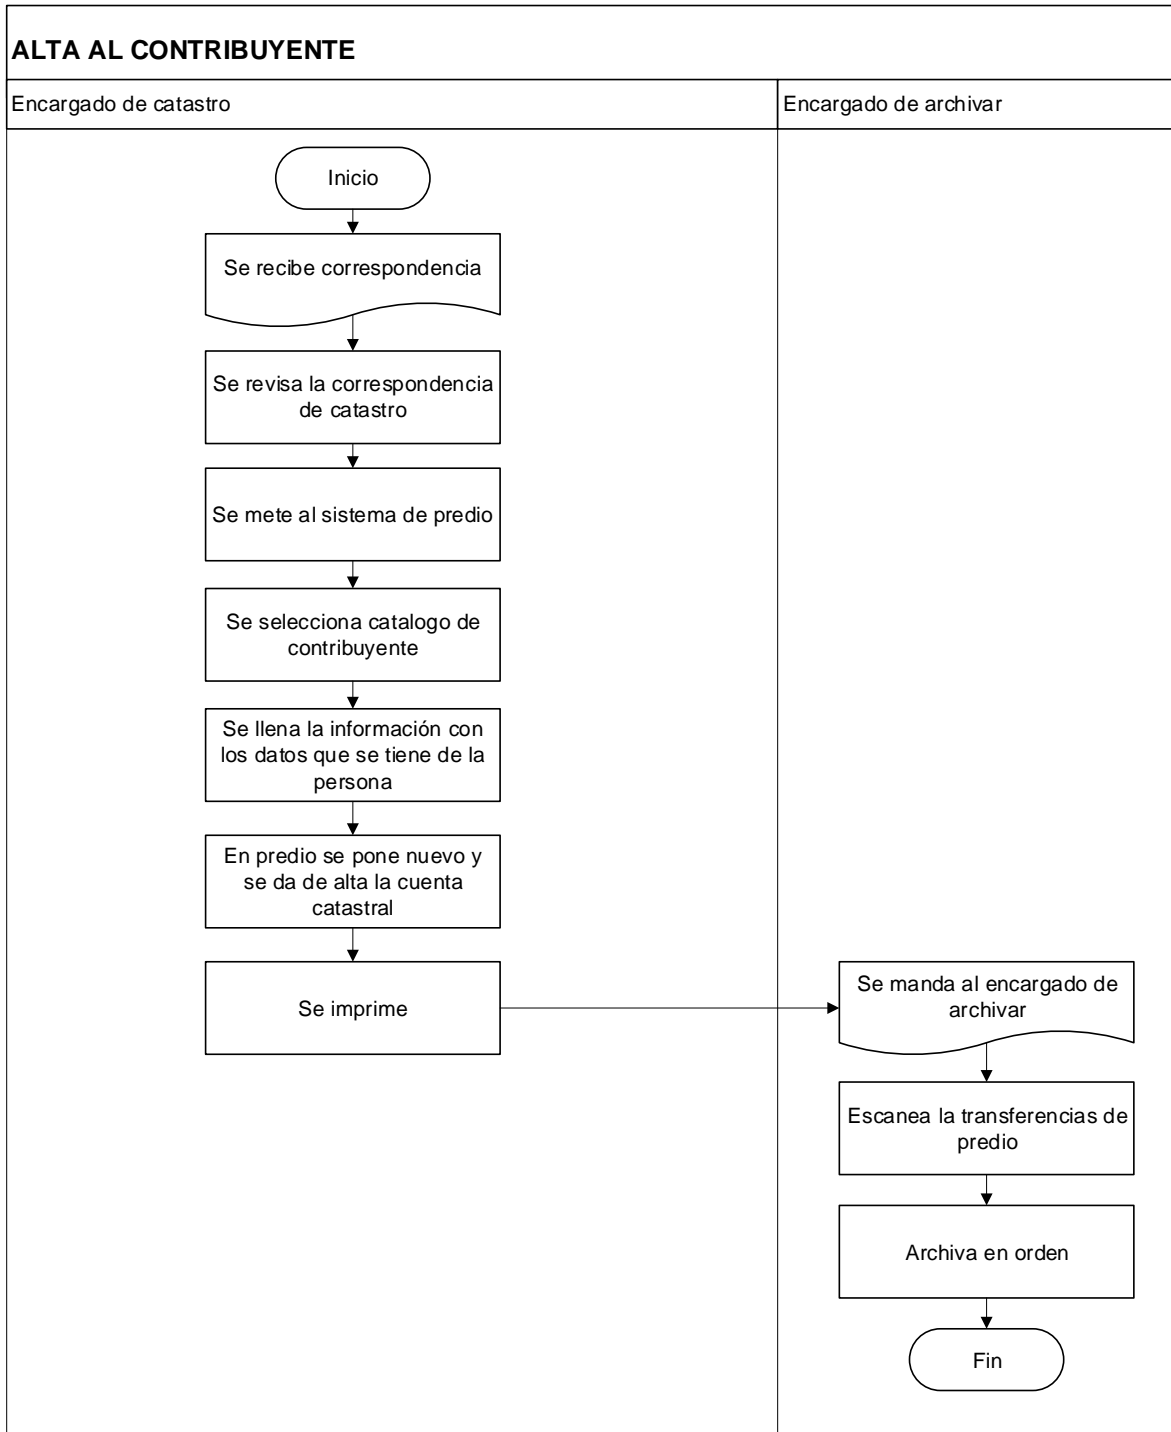 ALTA AL CONTRIBUYENTE
Encargado de catastro
Encargado de archivar
Inicio
Se recibe correspondencia
Se revisa la correspondencia
de catastro
Se mete al sistema de predio
Se selecciona catalogo de
contribuyente
Se llena la información con
los datos que se tiene de la
persona
En predio se pone nuevo y
se da de alta la cuenta
catastral
Se imprime
Se manda al encargado de
archivar
Escanea la transferencias de
predio
Archiva en orden
Fin